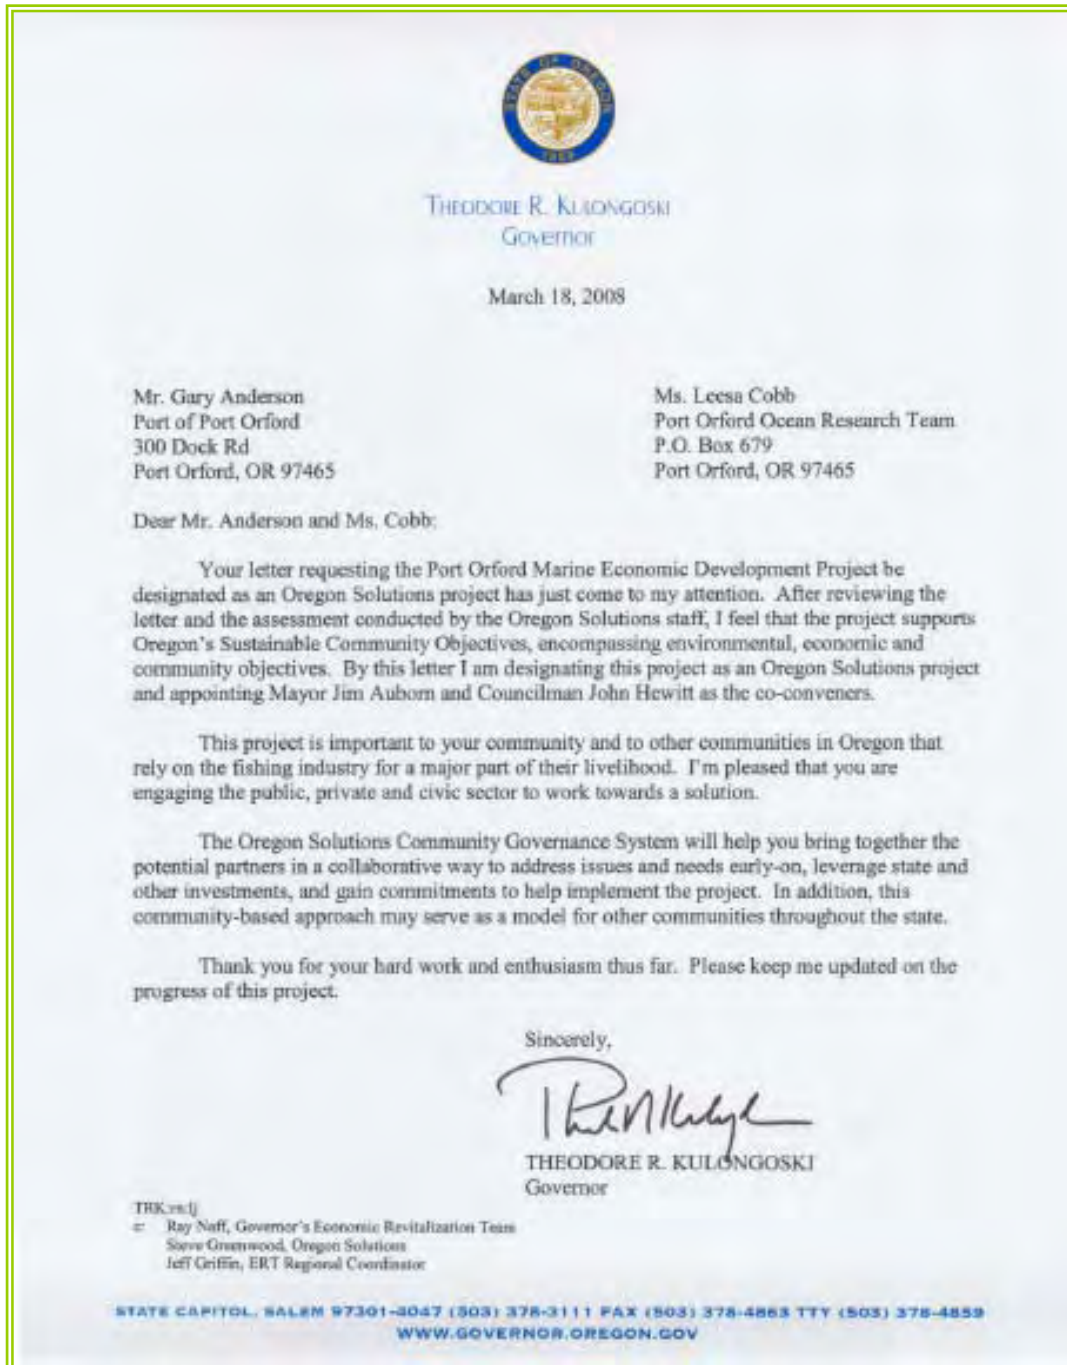 STATE OF OREGON
1859
THEODORE R. KULONGOSKI
Governor
March 18, 2008
Mr. Gary Anderson
Port of Port Orford
300 Dock Rd
Port Orford, OR 97465
Ms. Leesa Cobb
Port Orford Ocean Research Team
P.O. Box 679
Port Orford, OR 97465
Dear Mr. Anderson and Ms. Cobb:
Your letter requesting the Port Orford Marine Economic Development Project be
designated as an Oregon Solutions project has just come to my attention. After reviewing the
letter and the assessment conducted by the Oregon Solutions staff, I feel that the project supports
Oregon's Sustainable Community Objectives, encompassing environmental, economic and
community objectives. By this letter I am designating this project as an Oregon Solutions project
and appointing Mayor Jim Auborn and Councilman John Hewitt as the co-conveners.
This project is important to your community and to other communities in Oregon that
rely on the fishing industry for a major part of their livelihood. I'm pleased that you are
engaging the public, private and civic sector to work towards a solution.
The Oregon Solutions Community Governance System will help you bring together the
potential partners in a collaborative way to address issues and needs early-on, leverage state and
other investments, and gain commitments to help implement the project. In addition, this
community-based approach may serve as a model for other communities throughout the state.
Thank you for your hard work and enthusiasm thus far. Please keep me updated on the
progress of this project.
Sincerely,
THEODORE R. KULONGOSKI
Governor
c: Ray Naff, Governor's Economic Revitalization Team
Steve Greenwood, Oregon Solutions
Jeff Griffin, ERT Regional Coordinator
STATE CAPITOL, SALEM 97301-4047 (503) 378-3111 FAX (503) 378-4863 TTY (503) 378-4859
WWW.GOVERNOR.OREGON.GOV